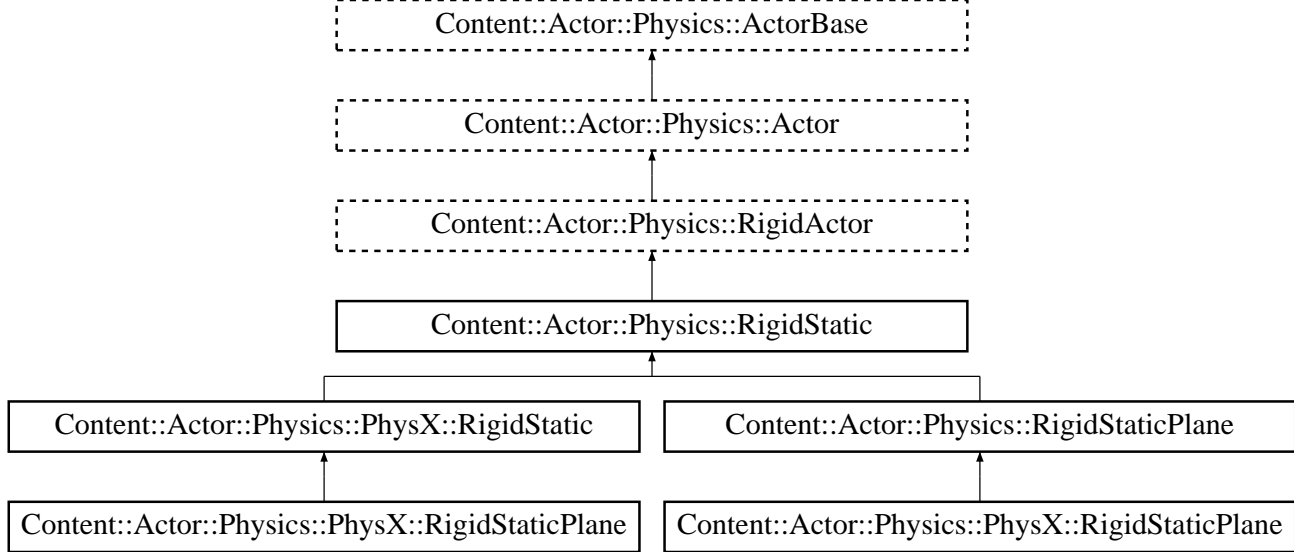 Content::Actor::Physics::ActorBase
Content::Actor::Physics::Actor
Content::Actor::Physics::RigidActor
Content::Actor::Physics::RigidStatic
Content::Actor::Physics::PhysX::RigidStatic
Content::Actor::Physics::RigidStaticPlane
Content::Actor::Physics::PhysX::RigidStaticPlane
Content::Actor::Physics::PhysX::RigidStaticPlane